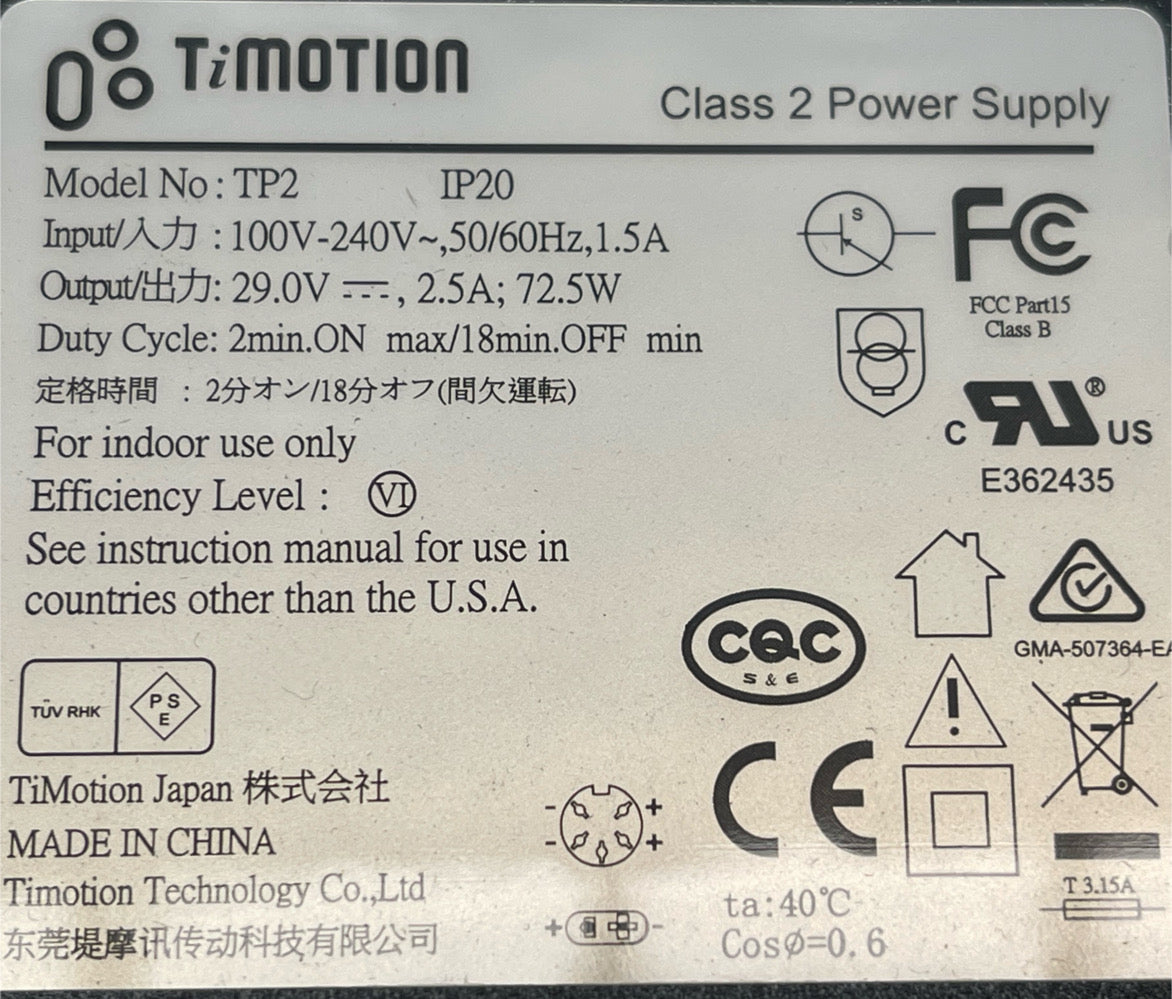 TiMOTION
Class 2 Power Supply
Model No : TP2 IP20
Input/入力 : 100V-240V~,50/60Hz,1.5A
Output/出力: 29.0V ⎓, 2.5A; 72.5W
Duty Cycle: 2min.ON max/18min.OFF min
定格時間 : 2分オン/18分オフ(間欠運転)
For indoor use only
Efficiency Level : Ⅵ
See instruction manual for use in
countries other than the U.S.A.
S
FC
FCC Part15
Class B
C RU ® US
E362435
GMA-507364-EA
CQC
S & E
TÜV RHK
PS
E
CE
TiMotion Japan 株式会社
MADE IN CHINA
Timotion Technology Co.,Ltd
东莞堤摩讯传动科技有限公司
- +
- +
+ -
ta:40℃
CosØ=0.6
T 3.15A